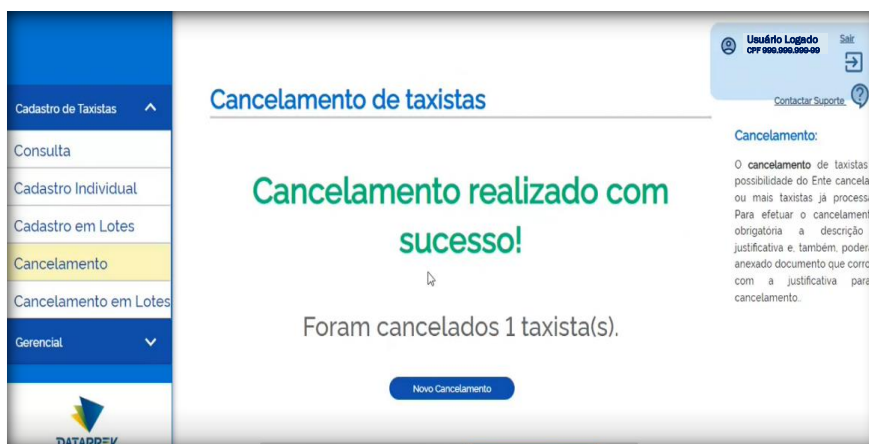 Usuário Logado
CPF 999.999.999-99
Sair
Contactar Suporte
Cadastro de Taxistas
Consulta
Cadastro Individual
Cadastro em Lotes
Cancelamento
Cancelamento em Lotes
Gerencial
DATAPREV
Cancelamento de taxistas
Cancelamento realizado com
sucesso!
Foram cancelados 1 taxista(s).
Novo Cancelamento
Cancelamento:
O cancelamento de taxistas
possibilidade do Ente cancela
ou mais taxistas já process
Para efetuar o cancelament
obrigatória a descrição
justificativa e, também, poder
anexado documento que corro
com a justificativa para
cancelamento..